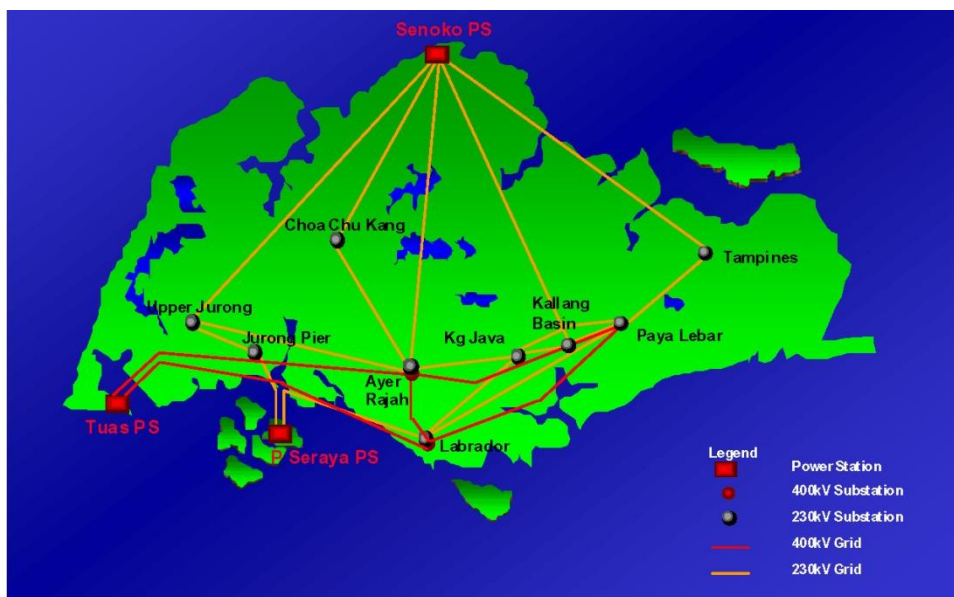 Senoko PS
Choa Chu Kang
Tampines
Upper Jurong
Kallang
Basin
Jurong Pier
Kg Java
Paya Lebar
Ayer
Rajah
Tuas PS
P Seraya PS
Labrador
Legend
Power Station
400kV Substation
230kV Substation
400kV Grid
230kV Grid